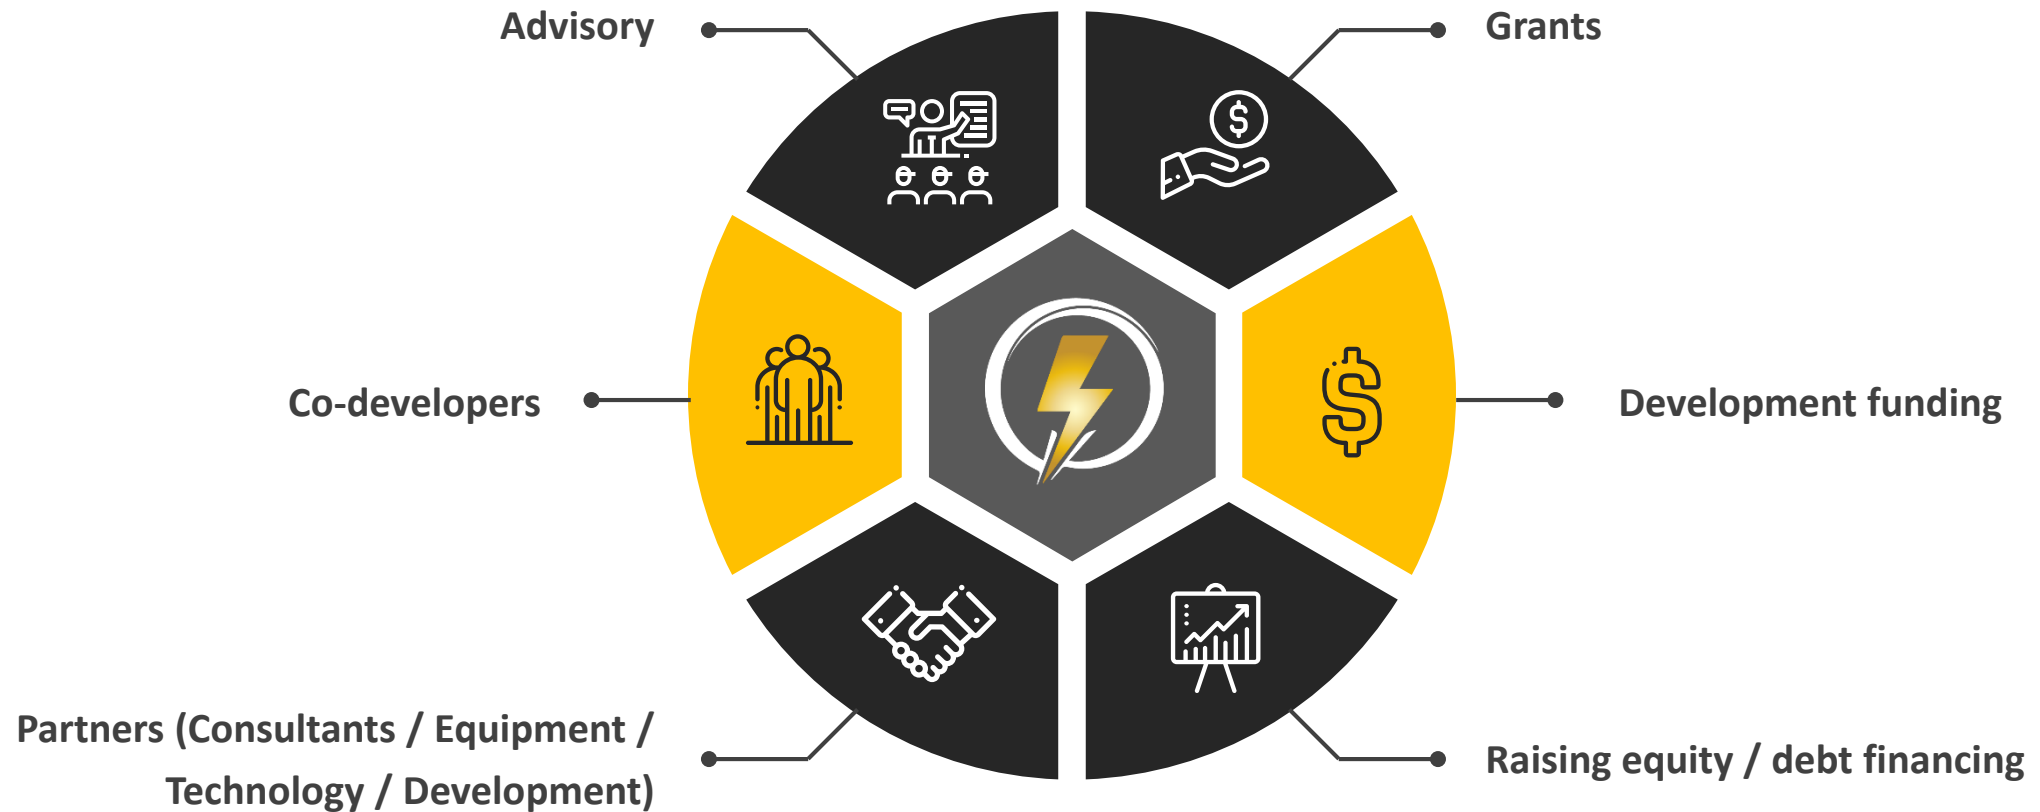 Advisory
Grants
Co-developers
Development funding
Partners (Consultants / Equipment /
Technology / Development)
Raising equity / debt financing